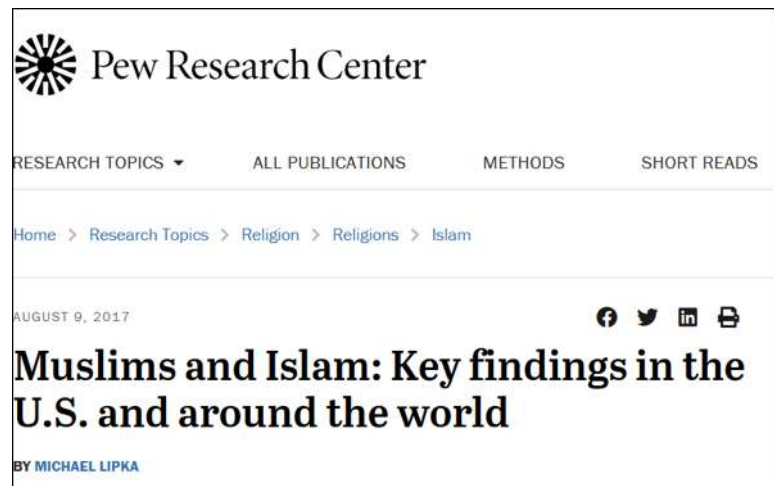 Pew Research Center
RESEARCH TOPICS ALL PUBLICATIONS METHODS SHORT READS
Home > Research Topics > Religion > Religions > Islam
AUGUST 9, 2017
Muslims and Islam: Key findings in the
U.S. and around the world
BY MICHAEL LIPKA